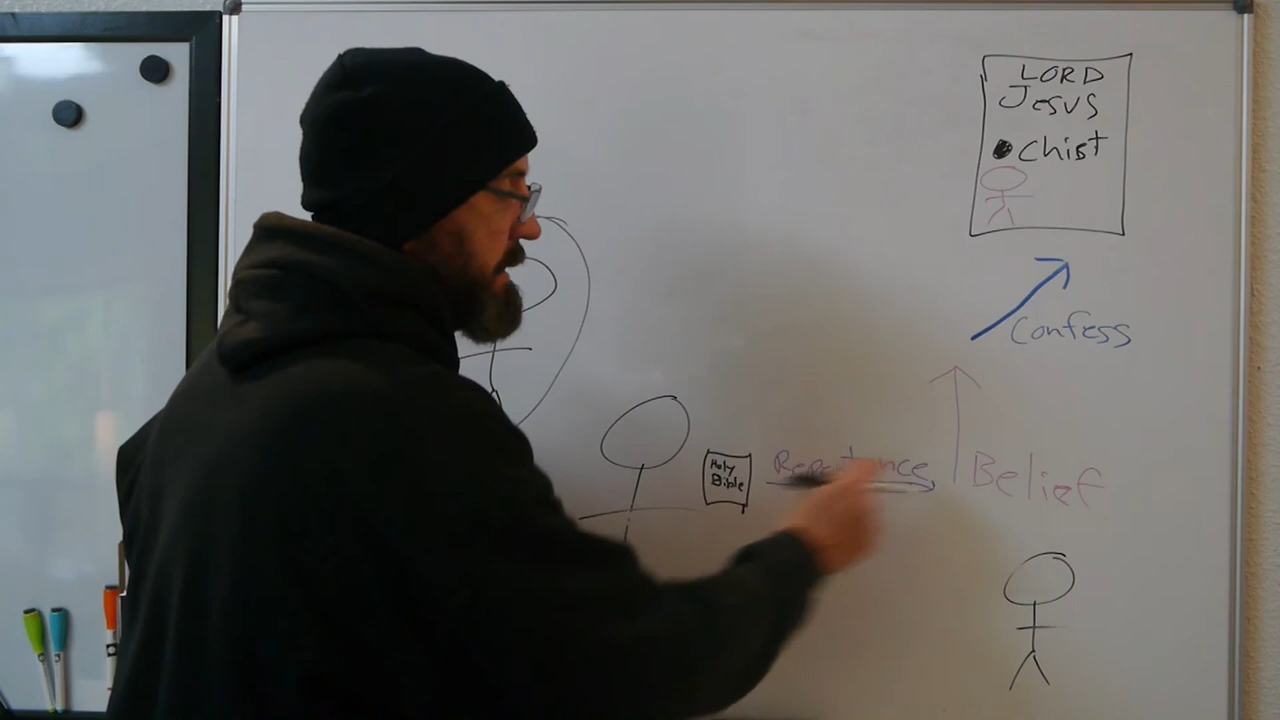 LORD
Jesus
Chist
Confess
Holy
Bible
Repentance
Belief